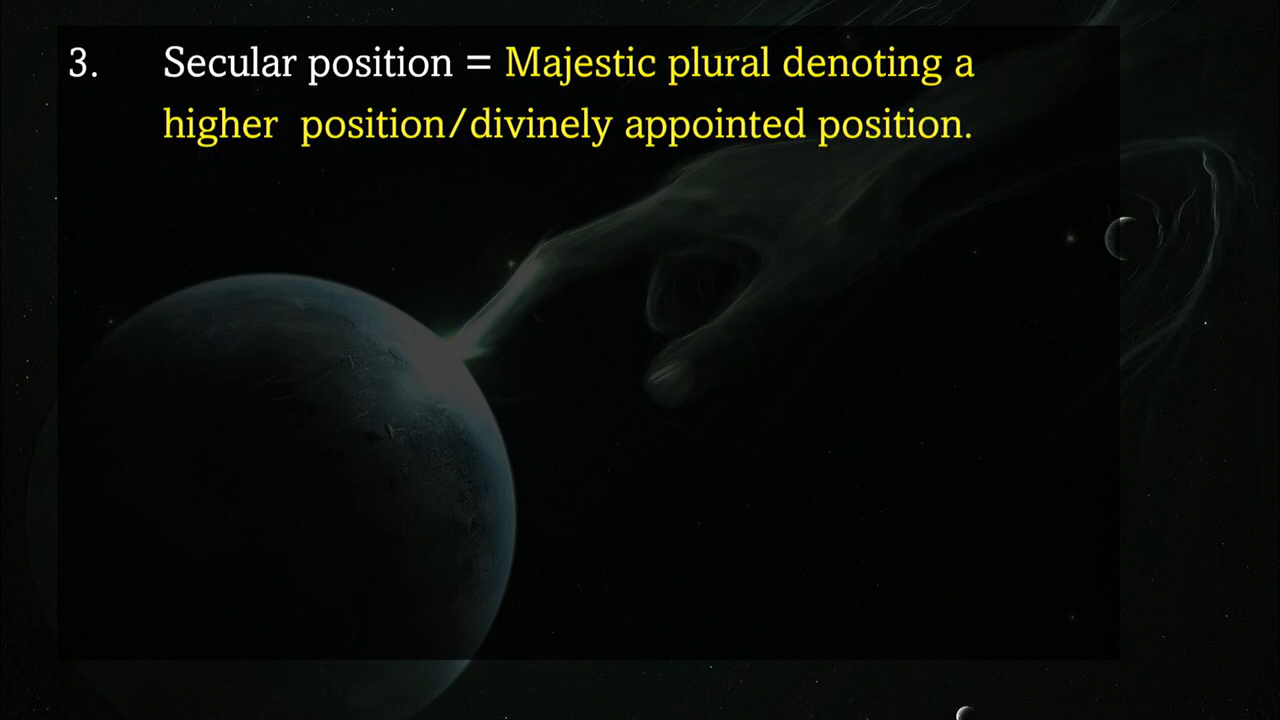 3. Secular position = Majestic plural denoting a
higher position/divinely appointed position.